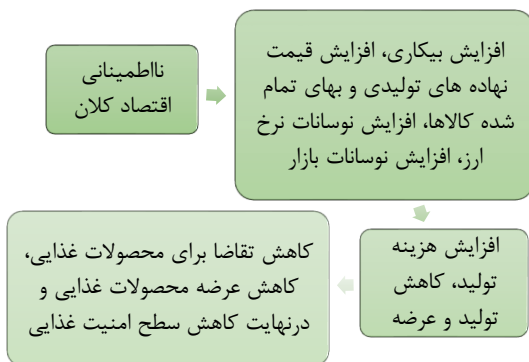 نااطمینانی
اقتصاد کلان
افزایش بیکاری، افزایش قیمت
نهاده های تولیدی و بهای تمام
شده کالاها، افزایش نوسانات نرخ
ارز، افزایش نوسانات بازار
افزایش هزینه
تولید، کاهش
تولید و عرضه
کاهش تقاضا برای محصولات غذایی،
کاهش عرضه محصولات غذایی و
درنهایت کاهش سطح امنیت غذایی